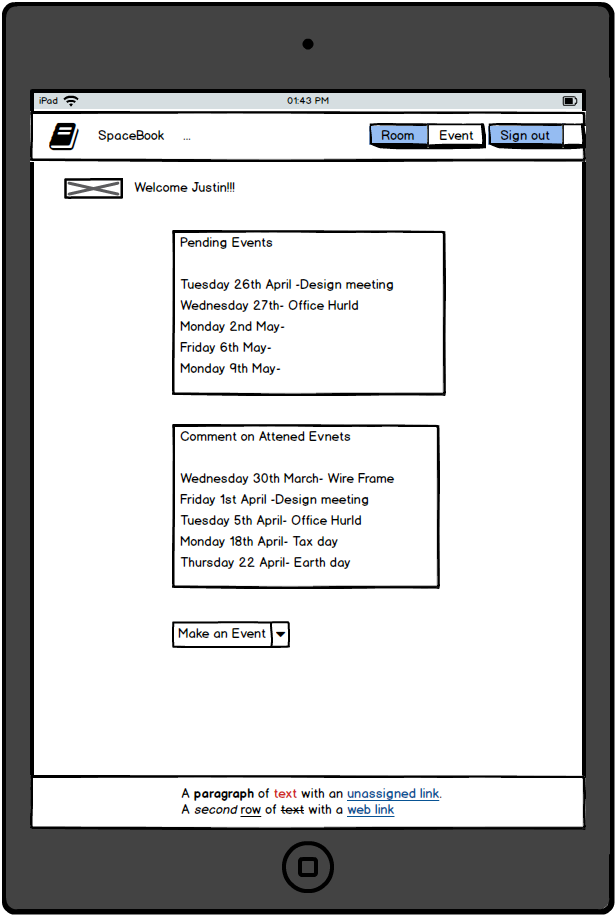 iPad 01:43 PM
SpaceBook ... Room Event Sign out
Welcome Justin!!!
Pending Events
Tuesday 26th April -Design meeting
Wednesday 27th- Office Hurld
Monday 2nd May-
Friday 6th May-
Monday 9th May-
Comment on Attened Evnets
Wednesday 30th March- Wire Frame
Friday 1st April -Design meeting
Tuesday 5th April- Office Hurld
Monday 18th April- Tax day
Thursday 22 April- Earth day
Make an Event
A paragraph of text with an unassigned link.
A second row of text with a web link